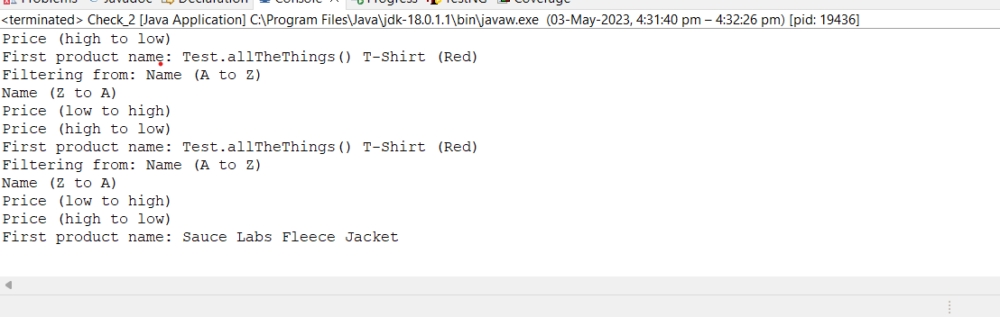 Problems Javadoc Declaration Console Progress TestNG Coverage
<terminated> Check_2 [Java Application] C:\Program Files\Java\jdk-18.0.1.1\bin\javaw.exe (03-May-2023, 4:31:40 pm – 4:32:26 pm) [pid: 19436]
Price (high to low)
First product name: Test.allTheThings() T-Shirt (Red)
Filtering from: Name (A to Z)
Name (Z to A)
Price (low to high)
Price (high to low)
First product name: Test.allTheThings() T-Shirt (Red)
Filtering from: Name (A to Z)
Name (Z to A)
Price (low to high)
Price (high to low)
First product name: Sauce Labs Fleece Jacket